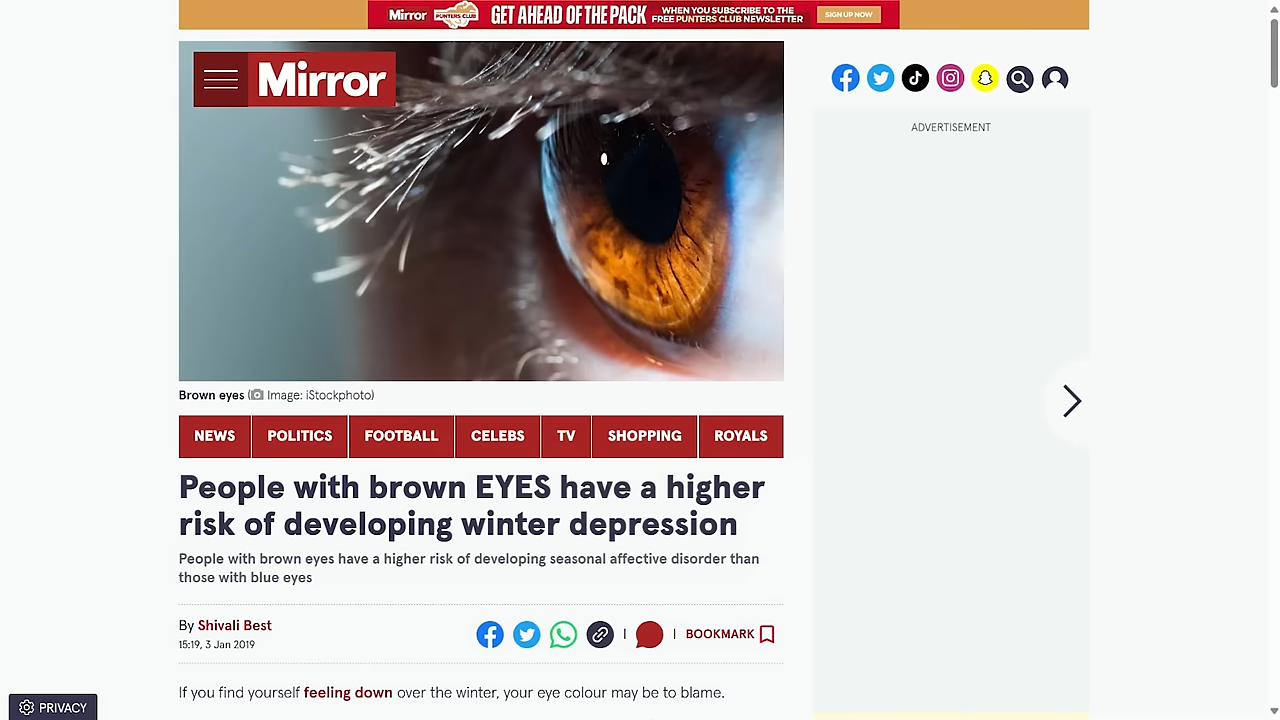 Mirror PUNTERS CLUB GET AHEAD OF THE PACK WHEN YOU SUBSCRIBE TO THE FREE PUNTERS CLUB NEWSLETTER SIGN UP NOW
Mirror
ADVERTISEMENT
Brown eyes (Image: iStockphoto)
NEWS POLITICS FOOTBALL CELEBS TV SHOPPING ROYALS
People with brown EYES have a higher
risk of developing winter depression
People with brown eyes have a higher risk of developing seasonal affective disorder than
those with blue eyes
By Shivali Best
15:19, 3 Jan 2019
| | BOOKMARK
If you find yourself feeling down over the winter, your eye colour may be to blame.
PRIVACY